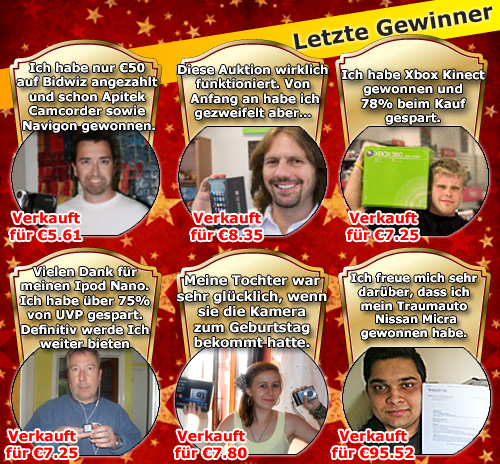 Letzte Gewinner
Ich habe nur €50
auf Bidwiz angezahlt
und schon Apitek
Camcorder sowie
Navigon gewonnen.
Verkauft
für €5.61
Diese Auktion wirklich
funktioniert. Von
Anfang an habe ich
gezweifelt aber...
Verkauft
für €8.35
Ich habe Xbox Kinect
gewonnen und
78% beim Kauf
gespart.
XBOX 360
Verkauft
für €7.25
Vielen Dank für
meinen Ipod Nano.
Ich habe über 75%
von UVP gespart.
Definitiv werde Ich
weiter bieten
Verkauft
für €7.25
Meine Tochter war
sehr glücklich, wenn
sie die Kamera
zum Geburtstag
bekommt hatte.
Verkauft
für €7.80
Ich freue mich sehr
darüber, dass ich
mein Traumauto
Nissan Micra
gewonnen habe.
Verkauft
für €95.52